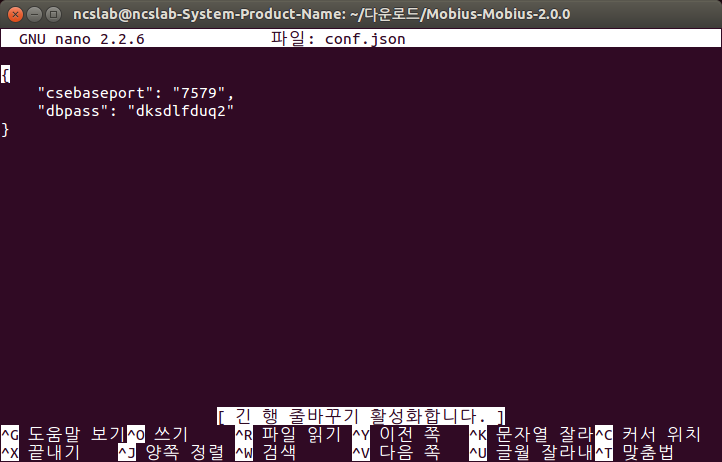 ncslab@ncslab-System-Product-Name: ~/다운로드/Mobius-Mobius-2.0.0
GNU nano 2.2.6 파일: conf.json
{
"csebaseport": "7579",
"dbpass": "dksdlfduq2"
}
[ 긴 행 줄바꾸기 활성화합니다. ]
^G 도움말 보기^O 쓰기 ^R 파일 읽기 ^Y 이전 쪽 ^K 문자열 잘라^C 커서 위치
^X 끝내기 ^J 양쪽 정렬 ^W 검색 ^V 다음 쪽 ^U 글월 잘라내^T 맞춤법